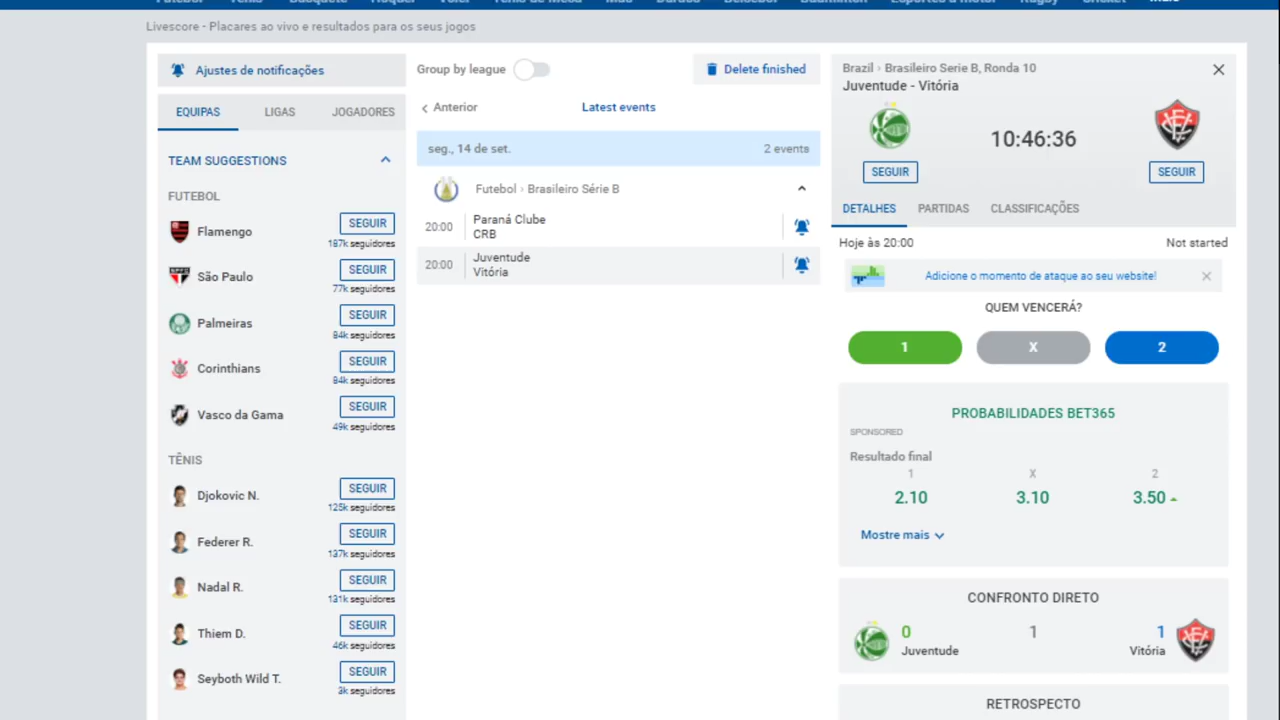 Livescore - Placares ao vivo e resultados para os seus jogos
Ajustes de notificações
EQUIPAS LIGAS JOGADORES
TEAM SUGGESTIONS
FUTEBOL
Flamengo SEGUIR
187k seguidores
São Paulo SEGUIR
77k seguidores
Palmeiras SEGUIR
84k seguidores
Corinthians SEGUIR
84k seguidores
Vasco da Gama SEGUIR
49k seguidores
TÊNIS
Djokovic N. SEGUIR
125k seguidores
Federer R. SEGUIR
137k seguidores
Nadal R. SEGUIR
131k seguidores
Thiem D. SEGUIR
46k seguidores
Seyboth Wild T. SEGUIR
3k seguidores
Group by league Delete finished
Anterior Latest events
seg., 14 de set. 2 events
Futebol › Brasileiro Série B
20:00 Paraná Clube
CRB
20:00 Juventude
Vitória
Brazil › Brasileiro Serie B, Ronda 10
Juventude - Vitória
10:46:36
SEGUIR SEGUIR
DETALHES PARTIDAS CLASSIFICAÇÕES
Hoje às 20:00 Not started
Adicione o momento de ataque ao seu website!
QUEM VENCERÁ?
1 X 2
PROBABILIDADES BET365
SPONSORED
Resultado final
1 X 2
2.10 3.10 3.50
Mostre mais
CONFRONTO DIRETO
0 1 1
Juventude Vitória
RETROSPECTO